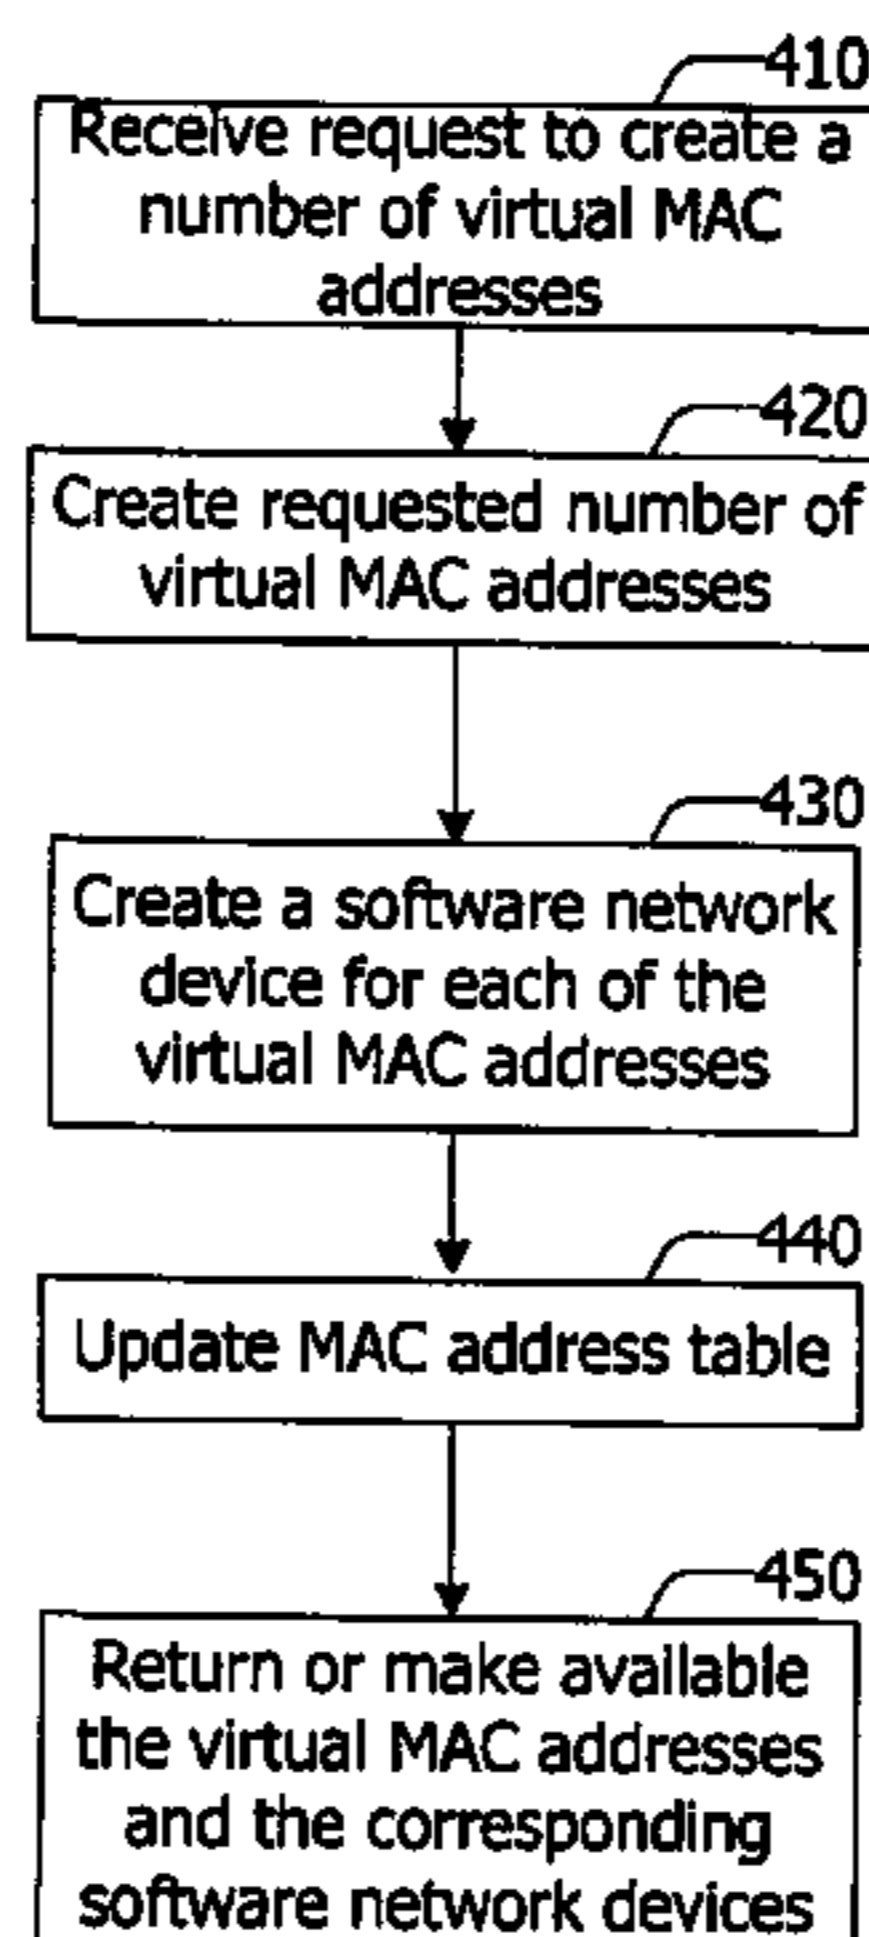 410
Receive request to create a
number of virtual MAC
addresses
420
Create requested number of
virtual MAC addresses
430
Create a software network
device for each of the
virtual MAC addresses
440
Update MAC address table
450
Return or make available
the virtual MAC addresses
and the corresponding
software network devices